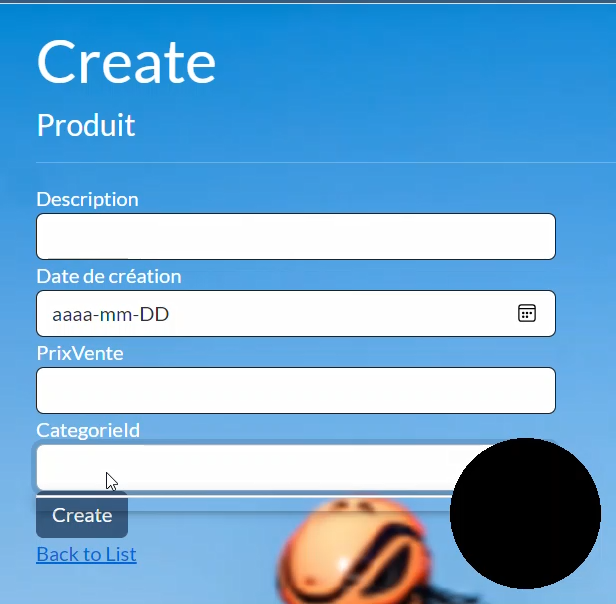 Create
Produit
Description
Date de création
aaaa-mm-DD
PrixVente
CategorieId
Create
Back to List